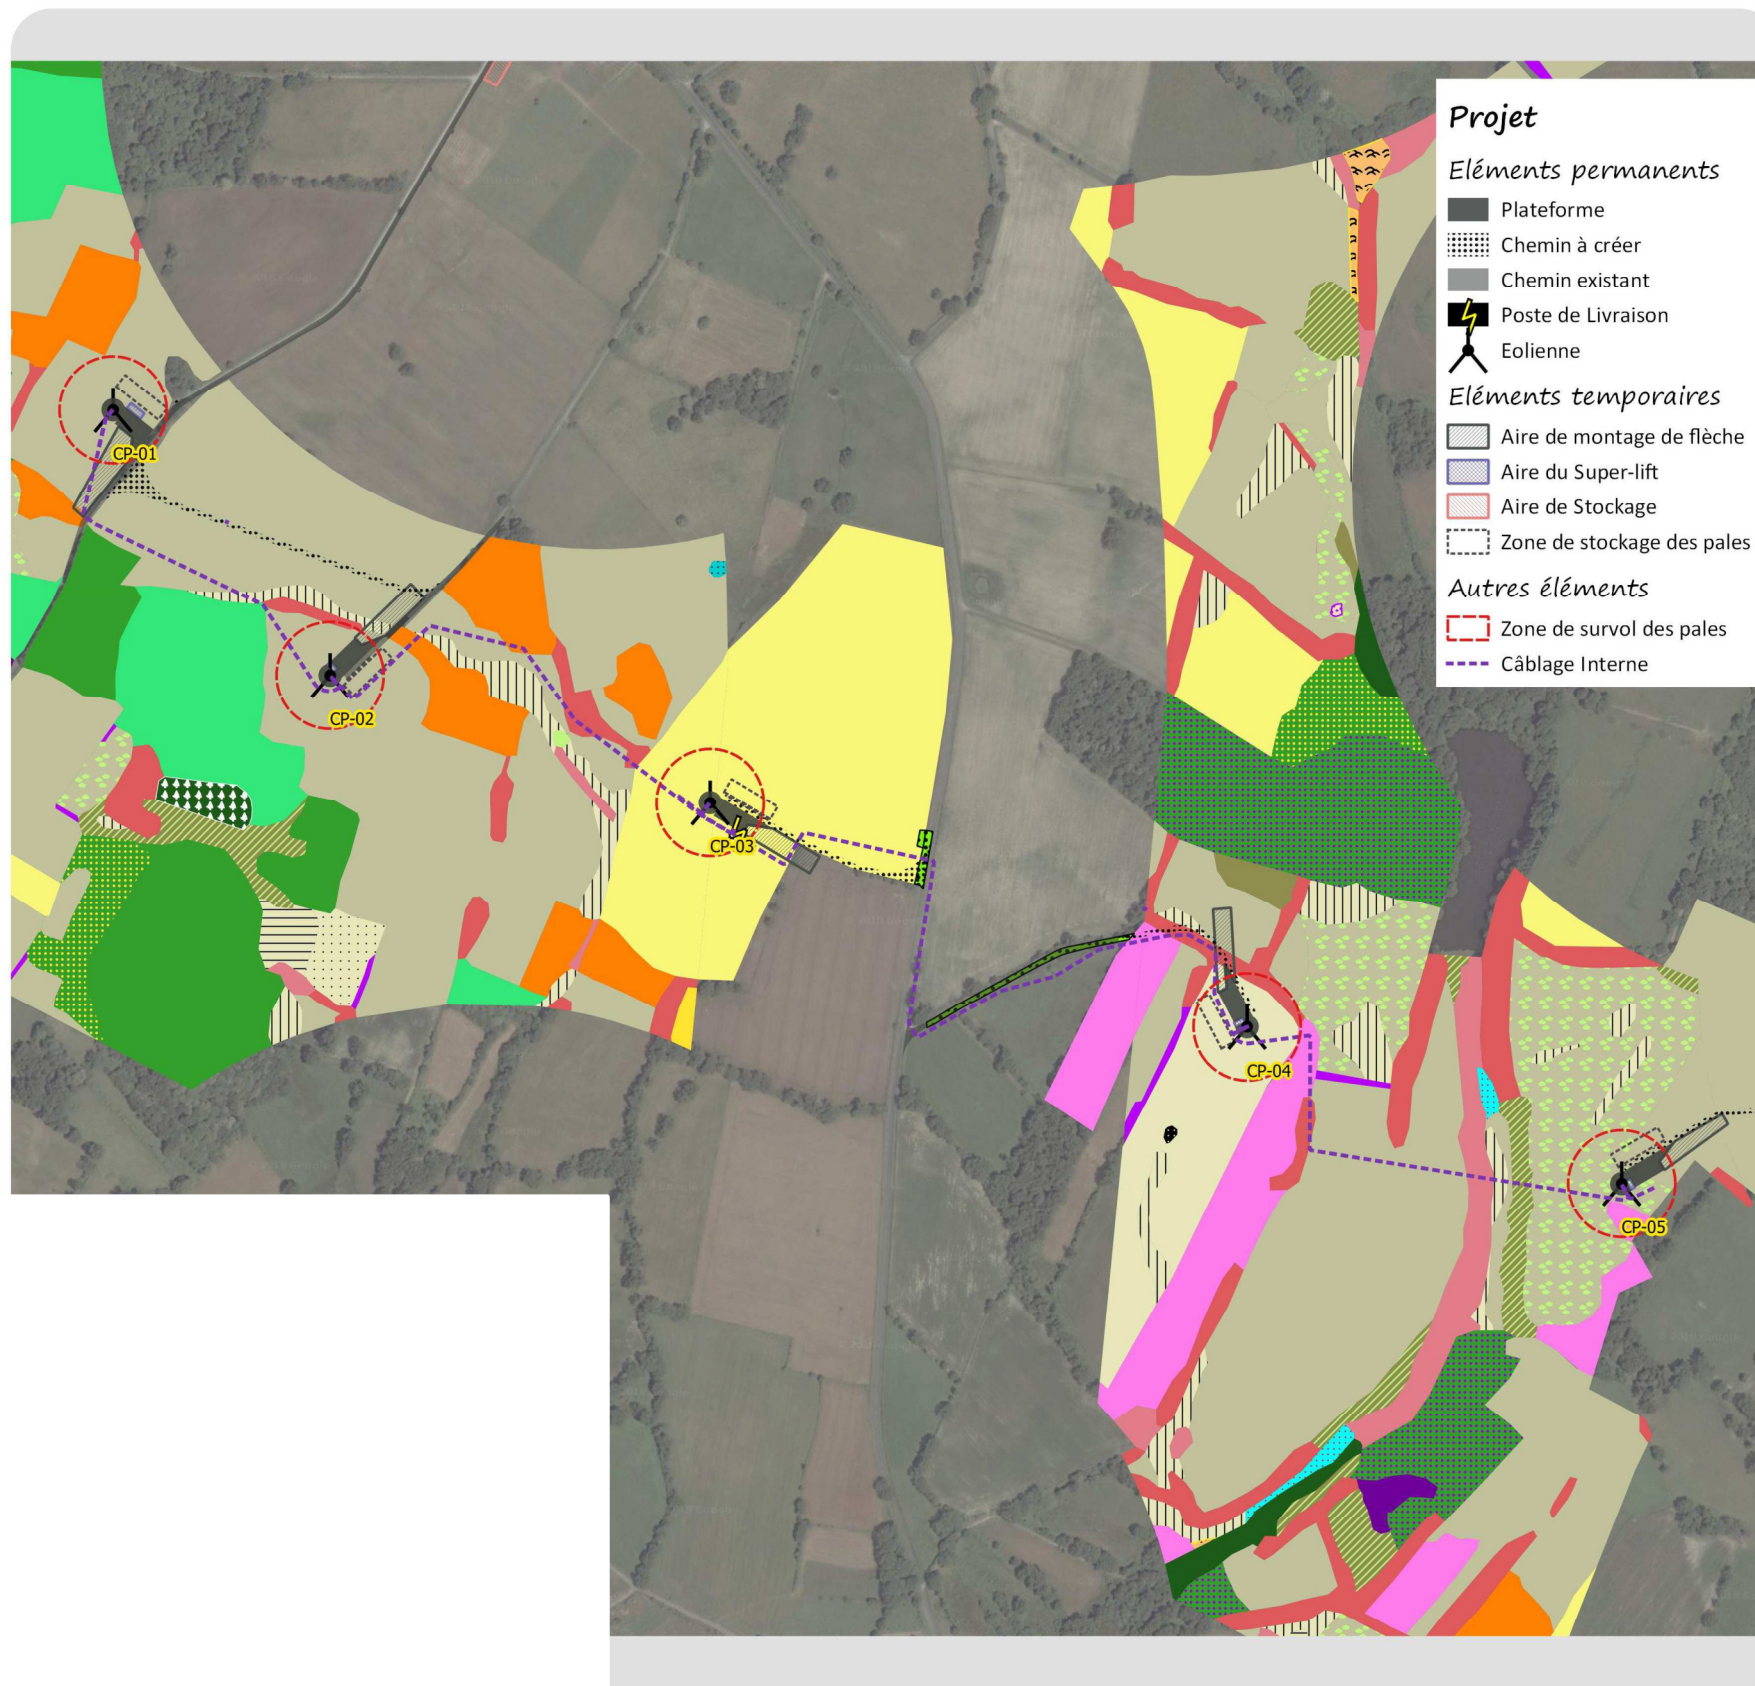 Projet
Eléments permanents
Plateforme
Chemin à créer
Chemin existant
Poste de Livraison
Eolienne
Eléments temporaires
Aire de montage de flèche
Aire du Super-lift
Aire de Stockage
Zone de stockage des pales
Autres éléments
Zone de survol des pales
Câblage Interne
CP-01
CP-02
CP-03
CP-04
CP-05